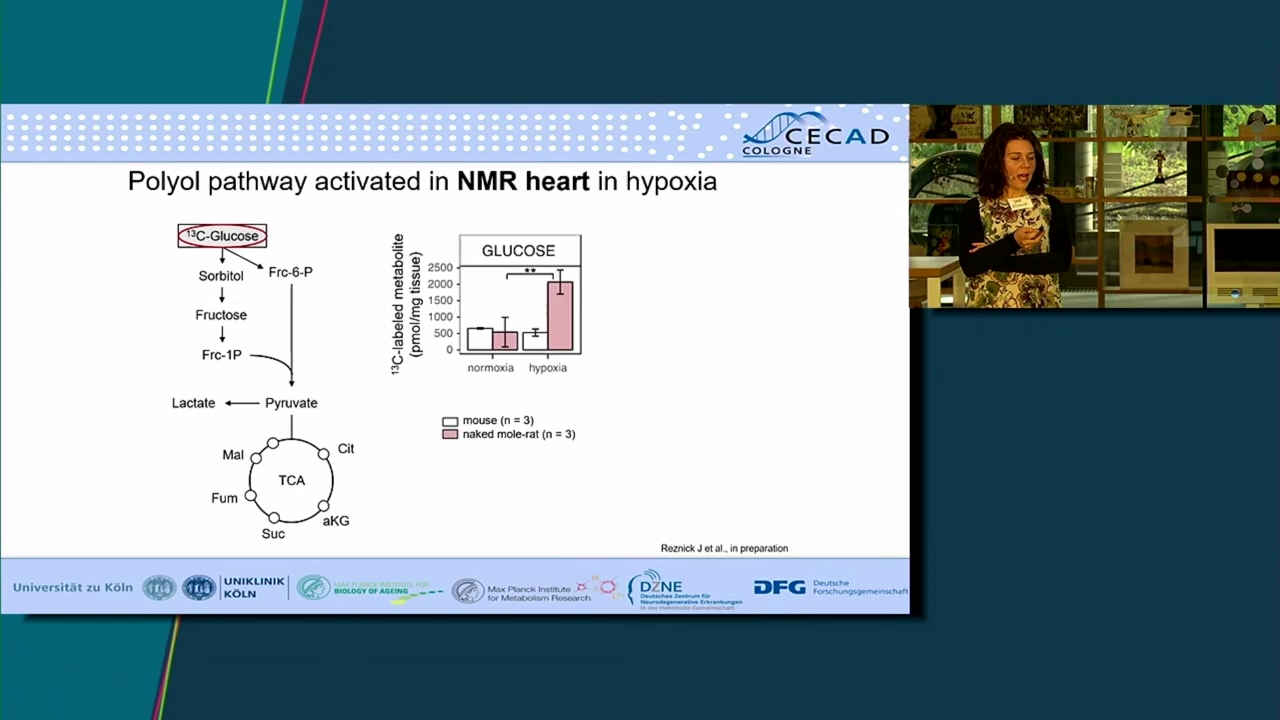 CECAD
COLOGNE
Polyol pathway activated in NMR heart in hypoxia
¹³C-Glucose
Sorbitol
Frc-6-P
Fructose
Frc-1P
Lactate
Pyruvate
Mal
Cit
TCA
Fum
aKG
Suc
¹³C-labeled metabolite
(pmol/mg tissue)
GLUCOSE
2500
2000
1500
1000
500
0
**
normoxia
hypoxia
mouse (n = 3)
naked mole-rat (n = 3)
Reznick J et al., in preparation
Universität zu Köln
UNIKLINIK
KÖLN
MAX PLANCK INSTITUTE FOR
BIOLOGY OF AGEING
Max Planck Institute
for Metabolism Research
DZNE
Deutsches Zentrum für
Neurodegenerative Erkrankungen
in der Helmholtz-Gemeinschaft
DFG
Deutsche
Forschungsgemeinschaft